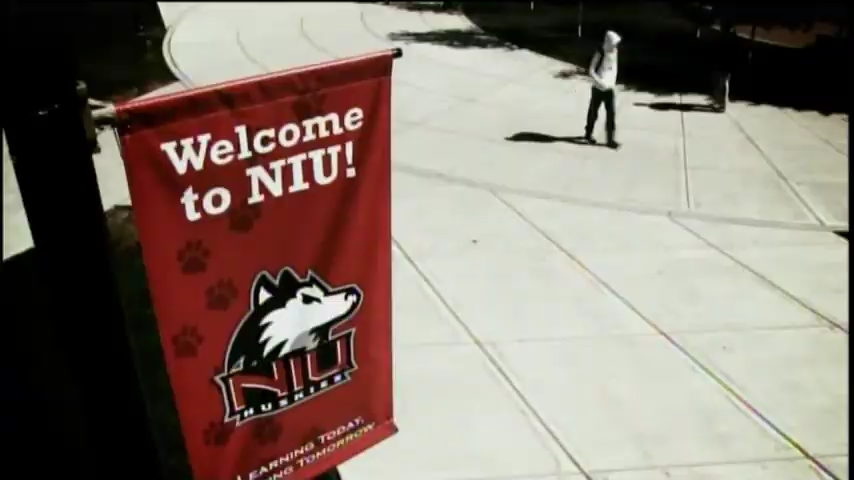 Welcome
to NIU!
NIU
HUSKIES
LEARNING TODAY,
TOMORROW